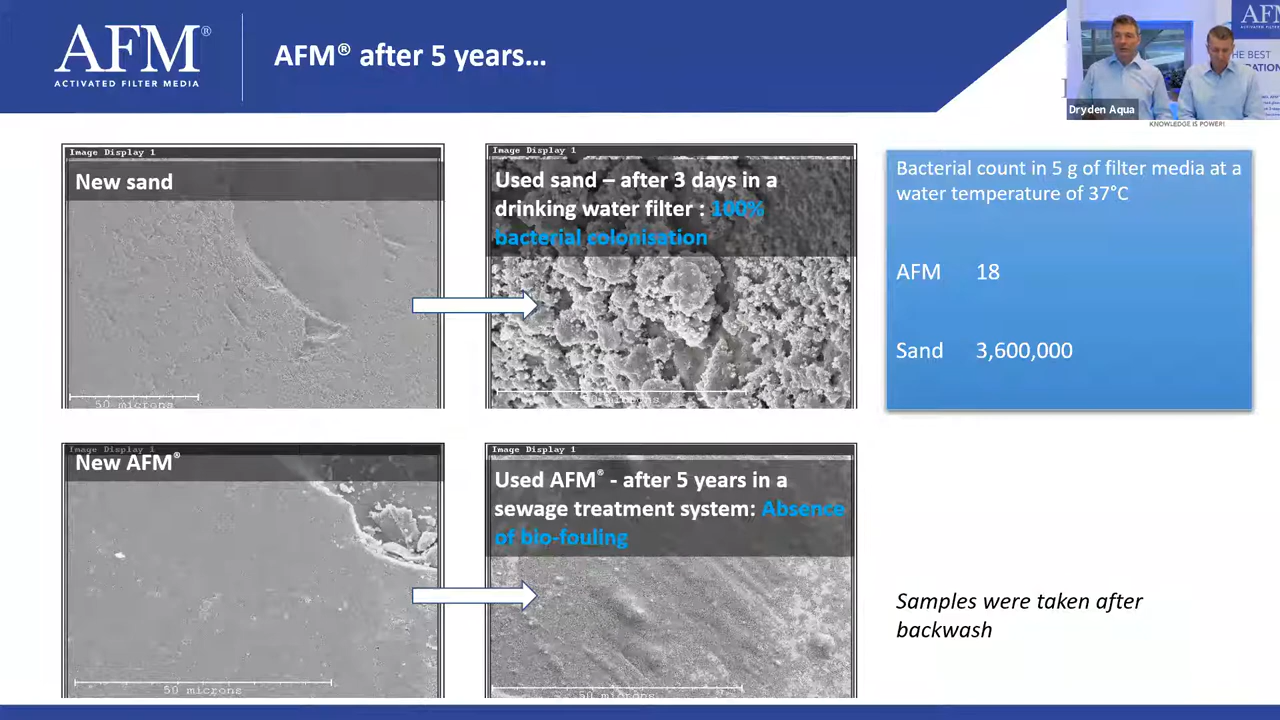 AFM®
ACTIVATED FILTER MEDIA
AFM® after 5 years…
AFM
THE BEST
Dryden Aqua
KNOWLEDGE IS POWER!
Image Display 1
New sand
50 microns
Image Display 1
Used sand – after 3 days in a
drinking water filter : 100%
bacterial colonisation
Bacterial count in 5 g of filter media at a
water temperature of 37°C
AFM 18
Sand 3,600,000
Image Display 1
New AFM®
50 microns
Image Display 1
Used AFM® - after 5 years in a
sewage treatment system: Absence
of bio-fouling
50 microns
Samples were taken after
backwash